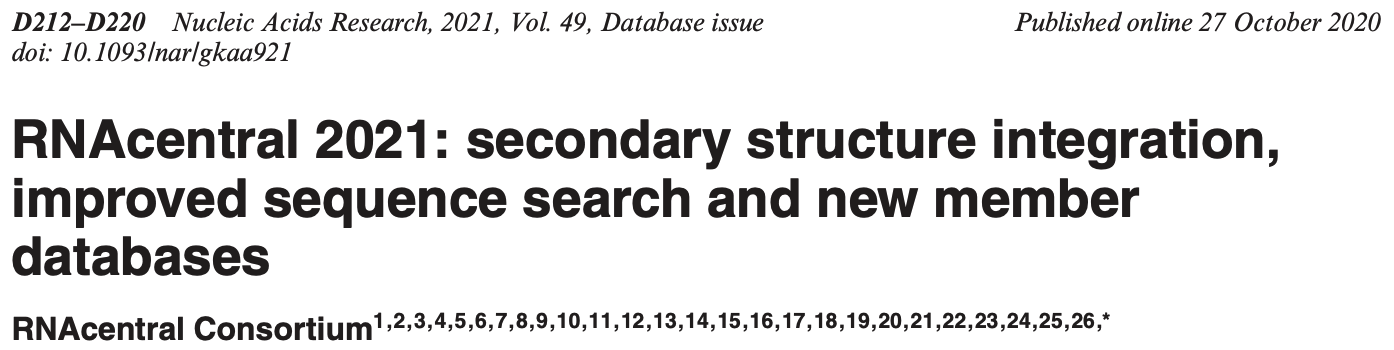 D212–D220 Nucleic Acids Research, 2021, Vol. 49, Database issue Published online 27 October 2020
doi: 10.1093/nar/gkaa921
RNAcentral 2021: secondary structure integration,
improved sequence search and new member
databases
RNAcentral Consortium1,2,3,4,5,6,7,8,9,10,11,12,13,14,15,16,17,18,19,20,21,22,23,24,25,26,*